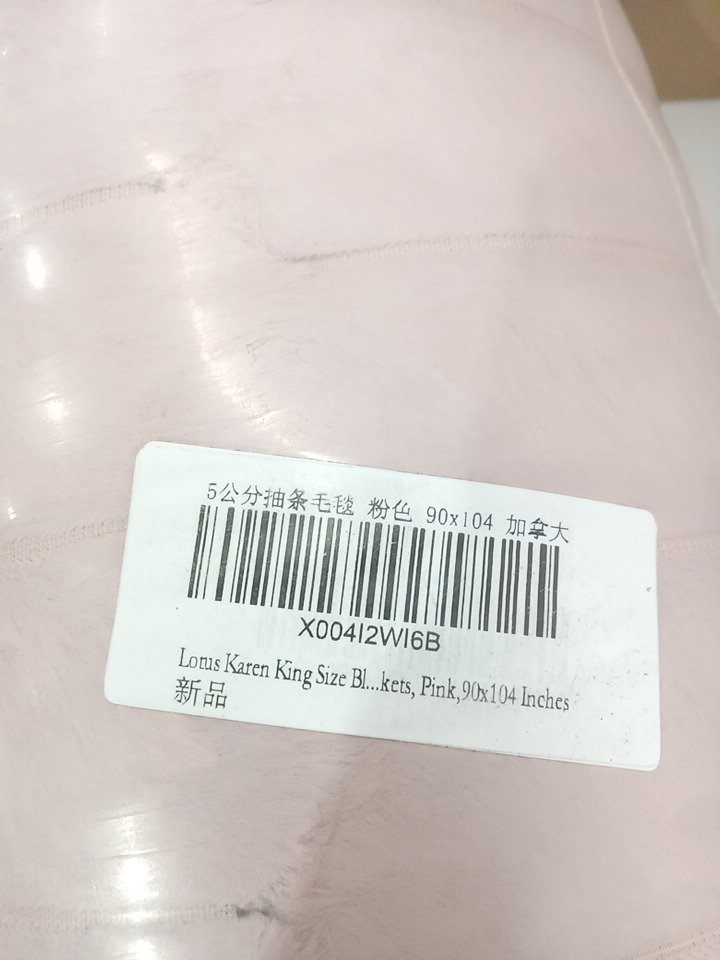 5公分抽条毛毯 粉色 90x104 加拿大
X004I2WI6B
Lotus Karen King Size Bl...kets, Pink,90x104 Inches
新品